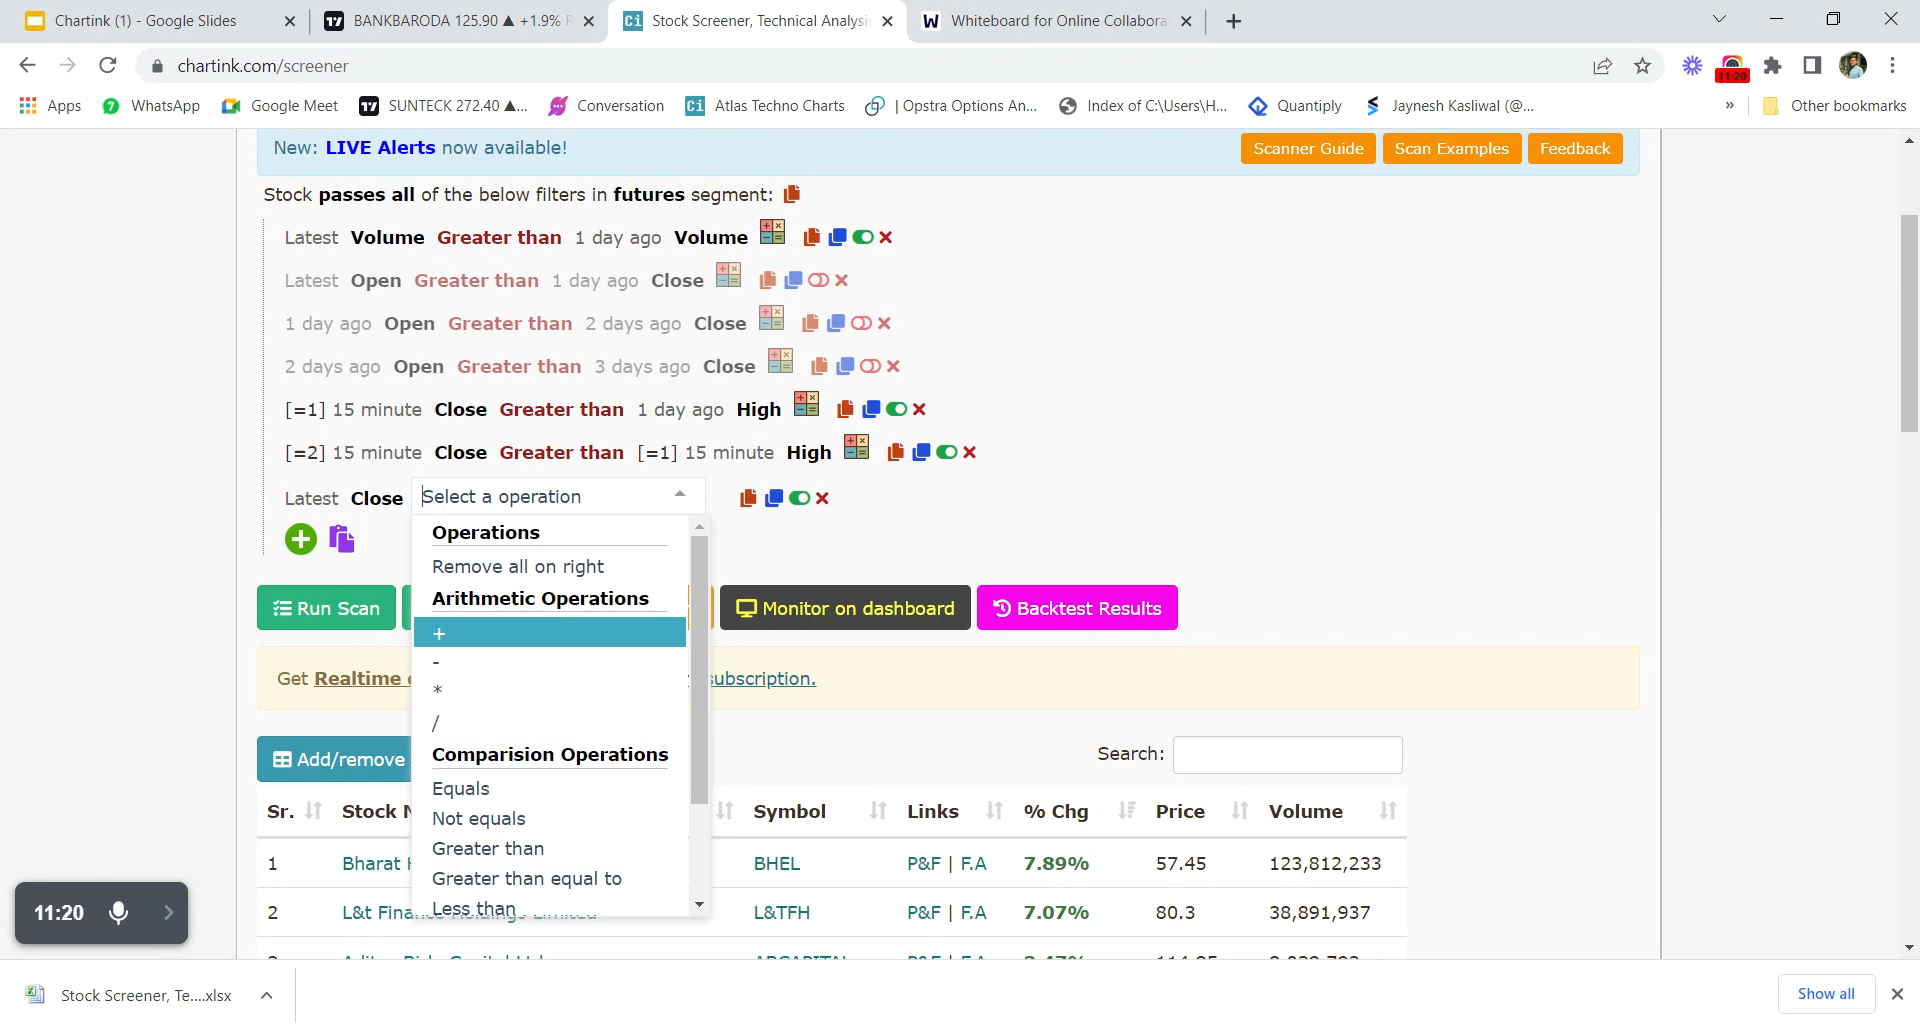 Chartink (1) - Google Slides
BANKBARODA 125.90 ▲ +1.9%
Stock Screener, Technical Analysis
Whiteboard for Online Collabora
chartink.com/screener
11:20
Apps
WhatsApp
Google Meet
SUNTECK 272.40 ▲...
Conversation
Atlas Techno Charts
| Opstra Options An...
Index of C:\Users\H...
Quantiply
Jaynesh Kasliwal (@...
»
Other bookmarks
New: LIVE Alerts now available!
Scanner Guide
Scan Examples
Feedback
Stock passes all of the below filters in futures segment:
Latest Volume Greater than 1 day ago Volume
Latest Open Greater than 1 day ago Close
1 day ago Open Greater than 2 days ago Close
2 days ago Open Greater than 3 days ago Close
[=1] 15 minute Close Greater than 1 day ago High
[=2] 15 minute Close Greater than [=1] 15 minute High
Latest Close Select a operation
Operations
Remove all on right
Arithmetic Operations
+
-
*
/
Comparision Operations
Equals
Not equals
Greater than
Greater than equal to
Less than
Run Scan
Monitor on dashboard
Backtest Results
Get Realtime
subscription.
Add/remove
Search:
Sr. Stock Symbol Links % Chg Price Volume
1 Bharat BHEL P&F | F.A 7.89% 57.45 123,812,233
2 L&t Finance Holdings Limited L&TFH P&F | F.A 7.07% 80.3 38,891,937
11:20
Stock Screener, Te....xlsx
Show all